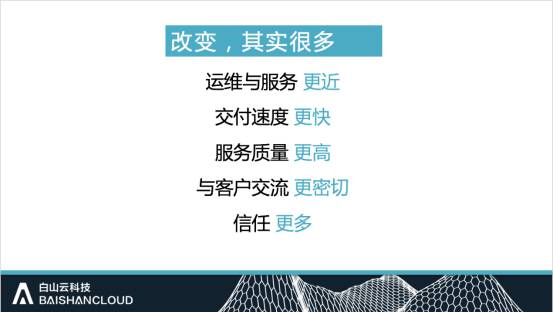 改变，其实很多
运维与服务 更近
交付速度 更快
服务质量 更高
与客户交流 更密切
信任 更多
白山云科技
BAISHANCLOUD